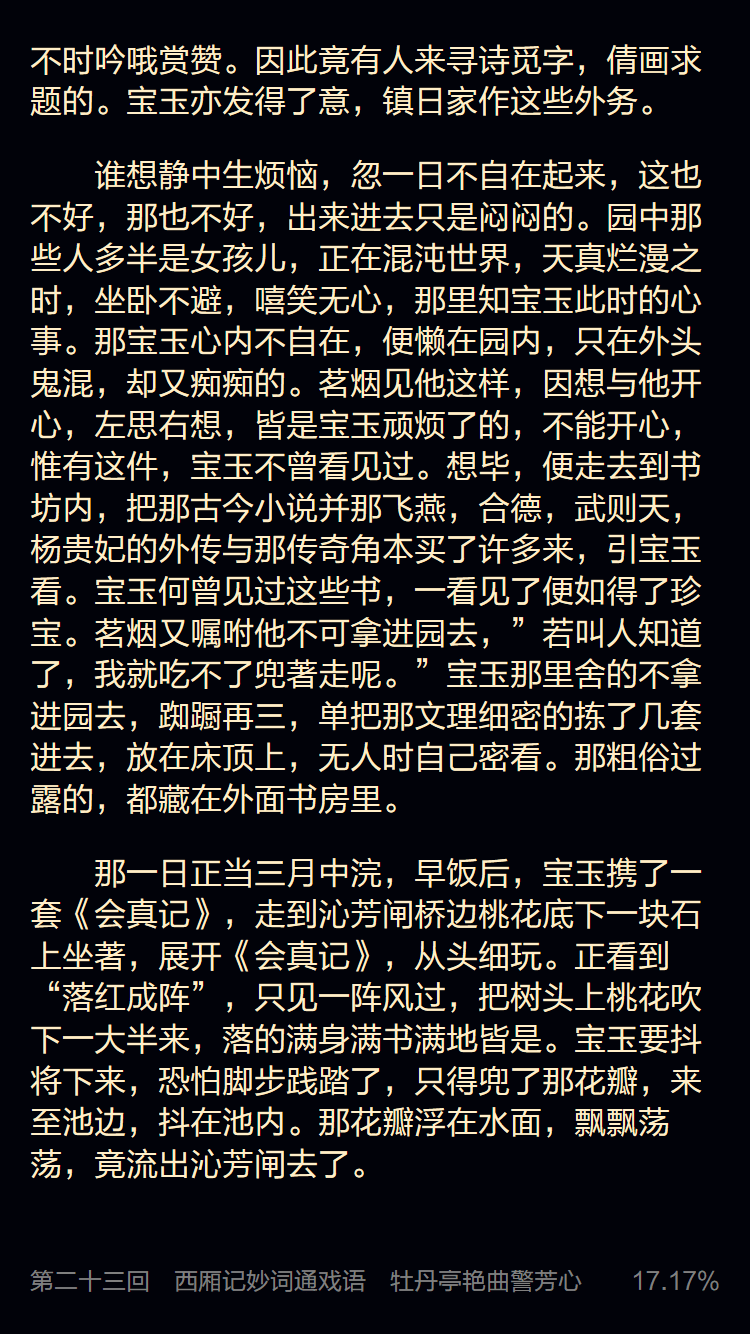 不时吟哦赏赞。因此竟有人来寻诗觅字，倩画求
题的。宝玉亦发得了意，镇日家作这些外务。
谁想静中生烦恼，忽一日不自在起来，这也
不好，那也不好，出来进去只是闷闷的。园中那
些人多半是女孩儿，正在混沌世界，天真烂漫之
时，坐卧不避，嘻笑无心，那里知宝玉此时的心
事。那宝玉心内不自在，便懒在园内，只在外头
鬼混，却又痴痴的。茗烟见他这样，因想与他开
心，左思右想，皆是宝玉顽烦了的，不能开心，
惟有这件，宝玉不曾看见过。想毕，便走去到书
坊内，把那古今小说并那飞燕，合德，武则天，
杨贵妃的外传与那传奇角本买了许多来，引宝玉
看。宝玉何曾见过这些书，一看见了便如得了珍
宝。茗烟又嘱咐他不可拿进园去，”若叫人知道
了，我就吃不了兜著走呢。”宝玉那里舍的不拿
进园去，踟蹰再三，单把那文理细密的拣了几套
进去，放在床顶上，无人时自己密看。那粗俗过
露的，都藏在外面书房里。
那一日正当三月中浣，早饭后，宝玉携了一
套《会真记》，走到沁芳闸桥边桃花底下一块石
上坐著，展开《会真记》，从头细玩。正看到
“落红成阵”，只见一阵风过，把树头上桃花吹
下一大半来，落的满身满书满地皆是。宝玉要抖
将下来，恐怕脚步践踏了，只得兜了那花瓣，来
至池边，抖在池内。那花瓣浮在水面，飘飘荡
荡，竟流出沁芳闸去了。
第二十三回　西厢记妙词通戏语　牡丹亭艳曲警芳心　17.17%